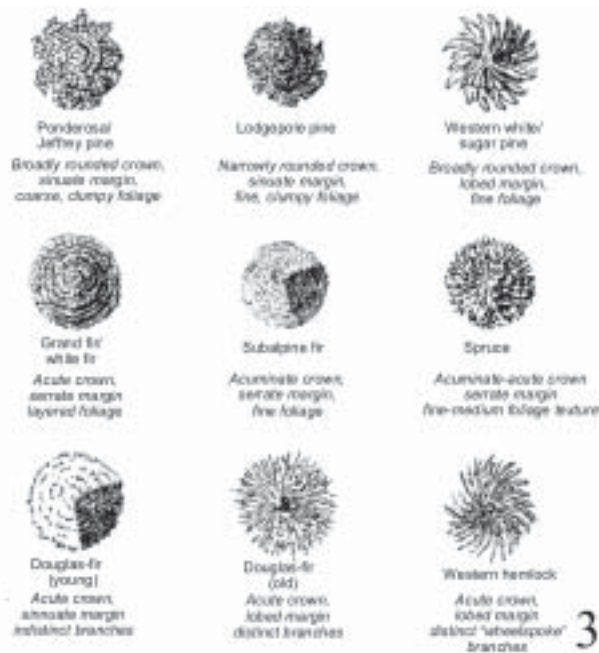 Ponderosa/
Jeffrey pine
Broadly rounded crown,
sinuate margin,
coarse, clumpy foliage
Lodgepole pine
Narrowly rounded crown,
sinuate margin,
fine, clumpy foliage
Western white/
sugar pine
Broadly rounded crown,
lobed margin,
fine foliage
Grand fir/
white fir
Acute crown,
serrate margin
layered foliage
Subalpine fir
Acuminate crown,
serrate margin,
fine foliage
Spruce
Acuminate-acute crown
serrate margin
fine-medium foliage texture
Douglas-fir
(young)
Acute crown,
sinnuate margin
indistinct branches
Douglas-fir
(old)
Acute crown,
lobed margin
distinct branches
Western hemlock
Acute crown,
lobed margin
distinct "wheelspoke"
branches
3